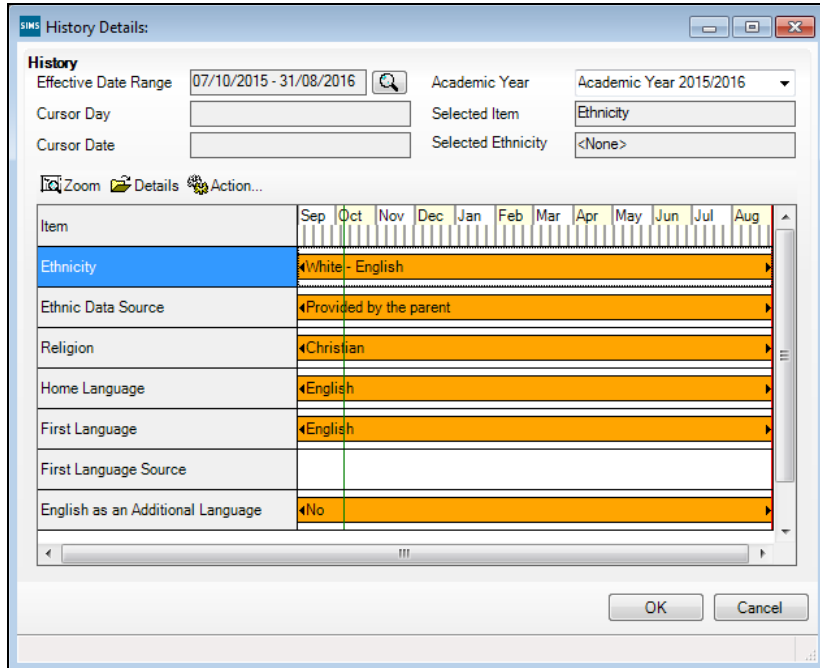 SIMS History Details:
History
Effective Date Range 07/10/2015 - 31/08/2016 Academic Year Academic Year 2015/2016
Cursor Day Selected Item Ethnicity
Cursor Date Selected Ethnicity <None>
Zoom Details Action...
Item Sep Oct Nov Dec Jan Feb Mar Apr May Jun Jul Aug
Ethnicity White - English
Ethnic Data Source Provided by the parent
Religion Christian
Home Language English
First Language English
First Language Source
English as an Additional Language No
OK Cancel